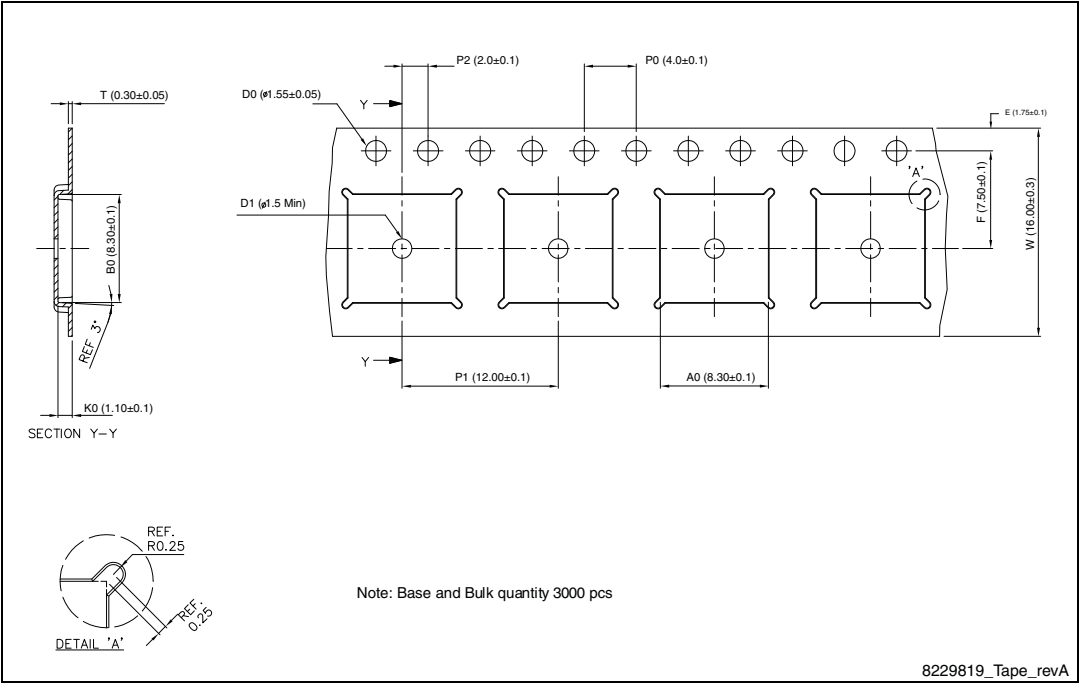 P2 (2.0±0.1)
P0 (4.0±0.1)
T (0.30±0.05)
D0 (ø1.55±0.05)
Y
E (1.75±0.1)
'A'
D1 (ø1.5 Min)
F (7.50±0.1)
W (16.00±0.3)
B0 (8.30±0.1)
REF 3°
Y
P1 (12.00±0.1)
A0 (8.30±0.1)
K0 (1.10±0.1)
SECTION Y-Y
REF.
R0.25
REF.
0.25
DETAIL 'A'
Note: Base and Bulk quantity 3000 pcs
8229819_Tape_revA